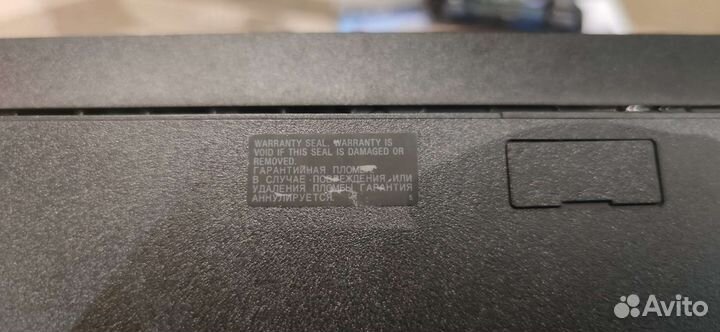 WARRANTY SEAL. WARRANTY IS
VOID IF THIS SEAL IS DAMAGED OR
REMOVED.
ГАРАНТИЙНАЯ ПЛОМБА.
В СЛУЧАЕ ПОВРЕЖДЕНИЯ ИЛИ
УДАЛЕНИЯ ПЛОМБЫ ГАРАНТИЯ
АННУЛИРУЕТСЯ.
Avito